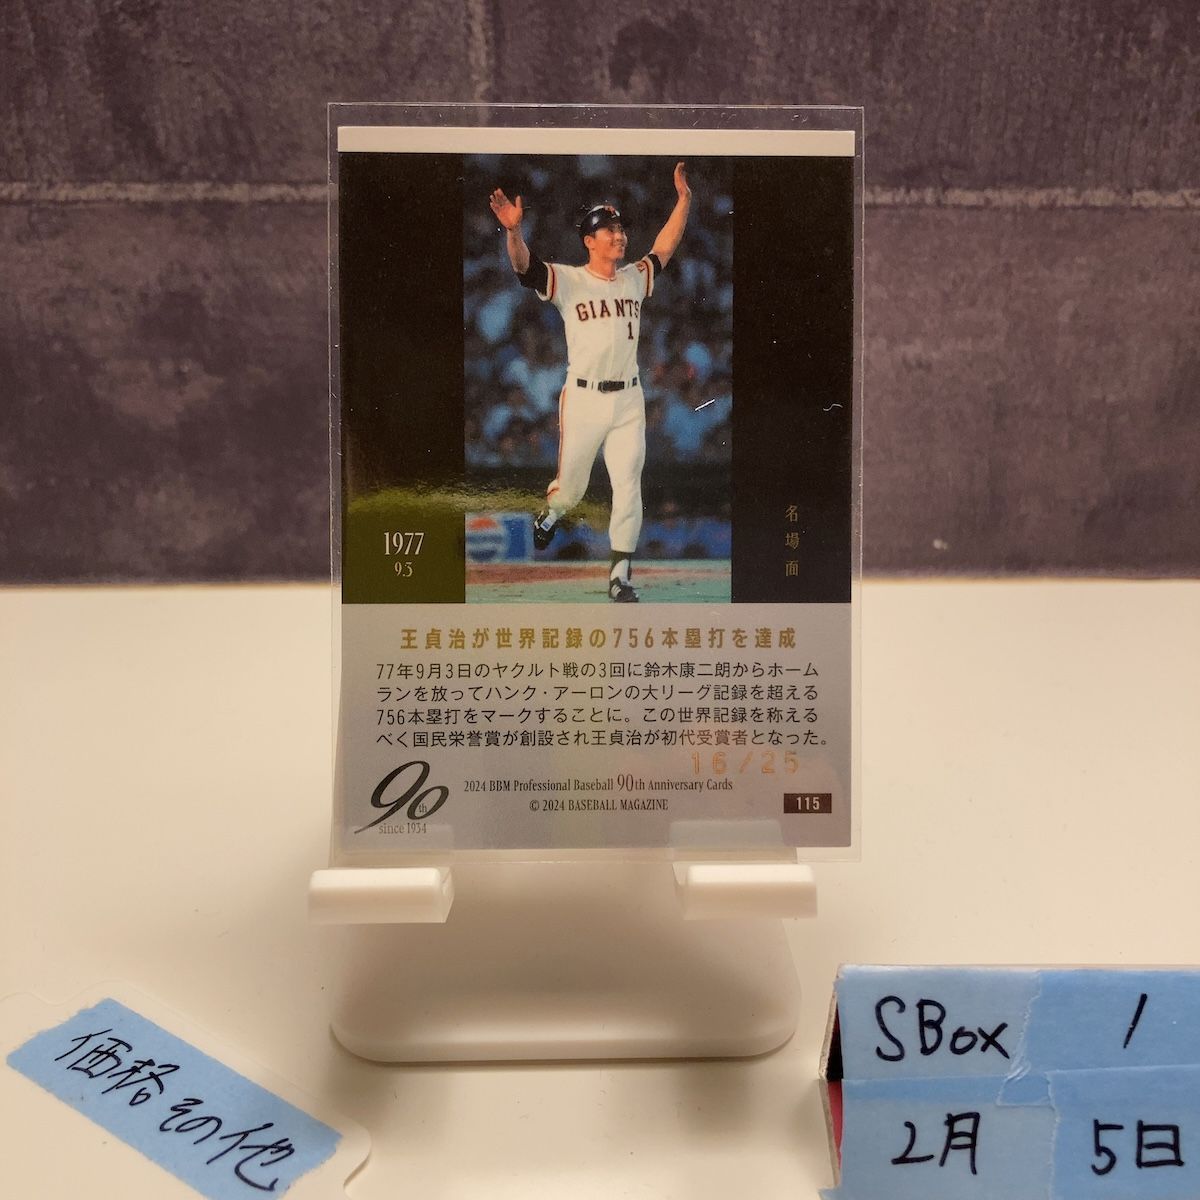 GIANTS
1
1977
9.3
名場面
王貞治が世界記録の756本塁打を達成
77年9月3日のヤクルト戦の3回に鈴木康二朗からホーム
ランを放ってハンク・アーロンの大リーグ記録を超える
756本塁打をマークすることに。この世界記録を称える
べく国民栄誉賞が創設され王貞治が初代受賞者となった。
16/25
90th
since 1934
2024 BBM Professional Baseball 90th Anniversary Cards
© 2024 BASEBALL MAGAZINE
115
価格その他
SBox 1
2月 5日